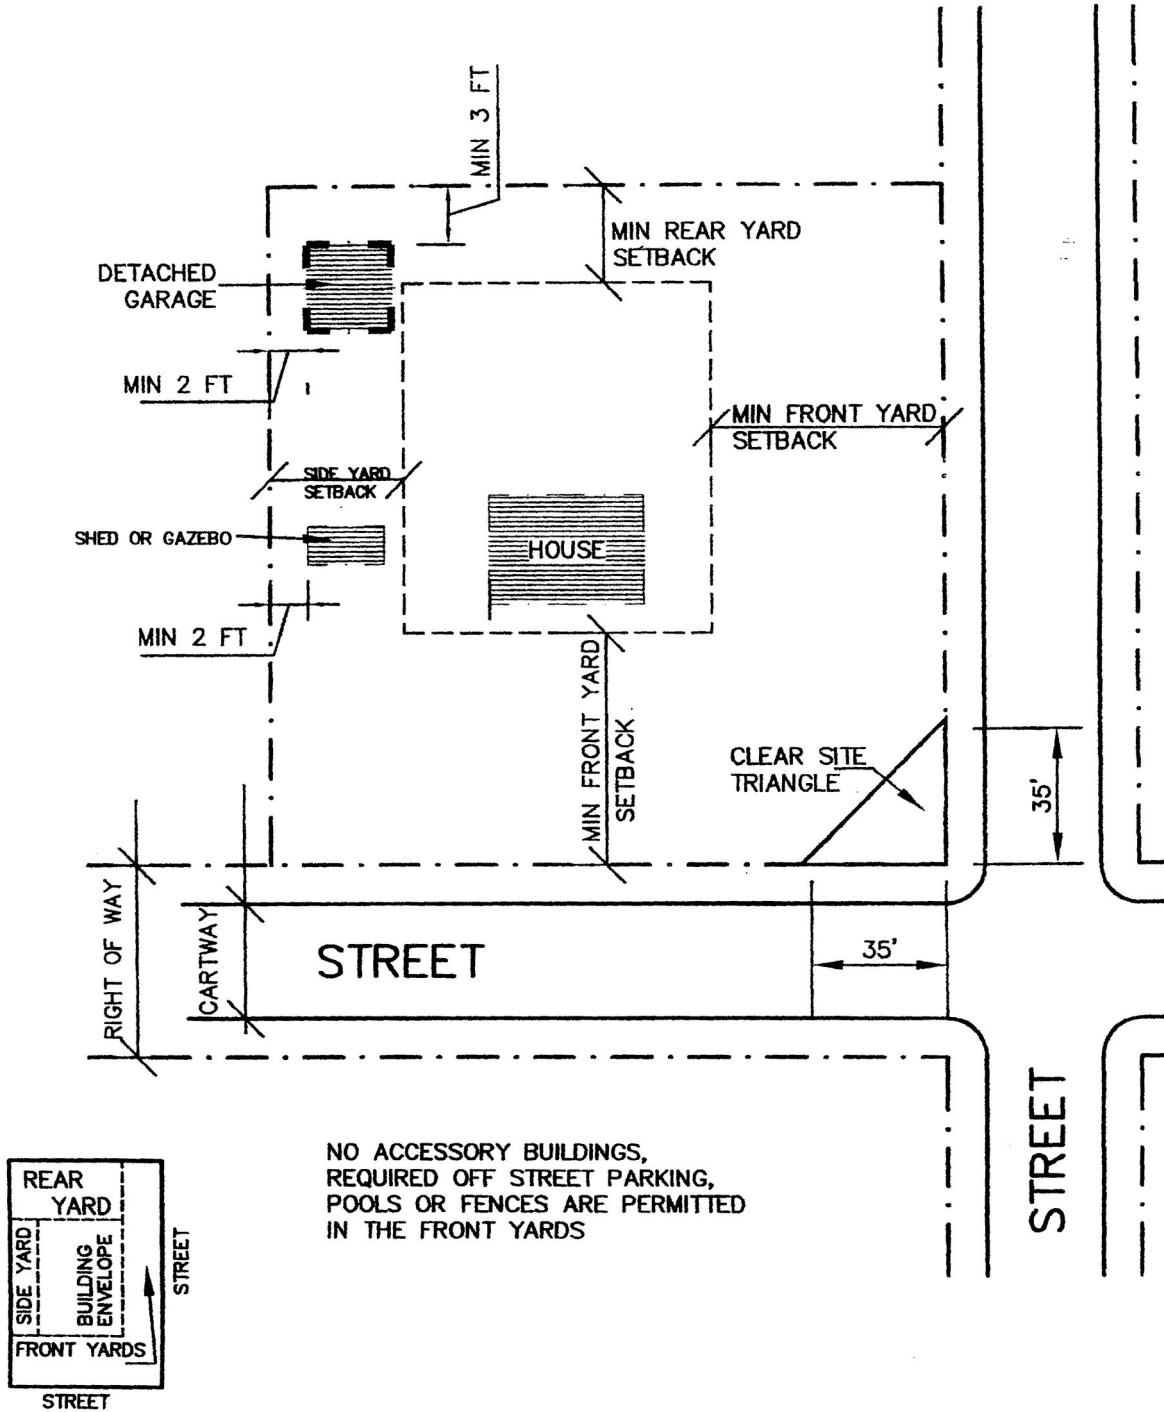 MIN 3 FT
MIN REAR YARD
SETBACK
DETACHED
GARAGE
MIN 2 FT
MIN FRONT YARD
SETBACK
SIDE YARD
SETBACK
SHED OR GAZEBO
HOUSE
MIN 2 FT
MIN FRONT YARD
SETBACK
CLEAR SITE
TRIANGLE
35'
RIGHT OF WAY
CARTWAY
STREET
35'
STREET
NO ACCESSORY BUILDINGS,
REQUIRED OFF STREET PARKING,
POOLS OR FENCES ARE PERMITTED
IN THE FRONT YARDS
REAR
YARD
SIDE YARD
BUILDING
ENVELOPE
FRONT YARDS
STREET
STREET